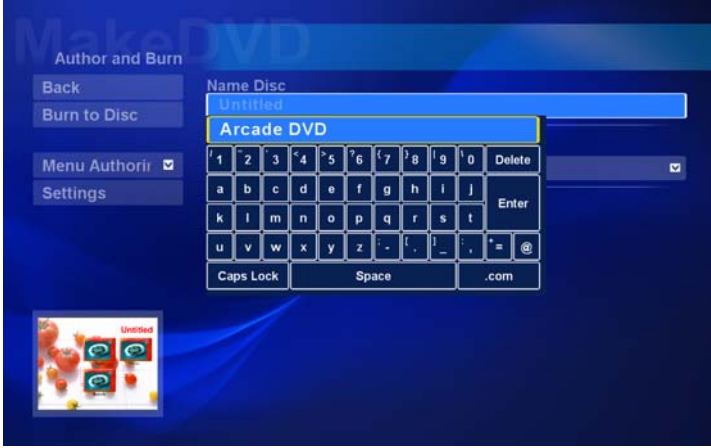 MakeDVD
Author and Burn
Back
Burn to Disc
Menu Authorin
Settings
Name Disc
Untitled
Arcade DVD
1 2 3 4 5 6 7 8 9 0 Delete
a b c d e f g h i j
Enter
k l m n o p q r s t
u v w x y z - . _ , = @
Caps Lock Space .com
Untitled